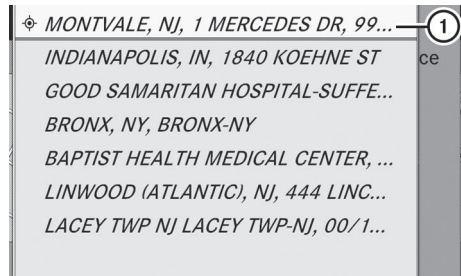 MONTVALE, NJ, 1 MERCEDES DR, 99...
1
INDIANAPOLIS, IN, 1840 KOEHNE ST
ce
GOOD SAMARITAN HOSPITAL-SUFFE...
BRONX, NY, BRONX-NY
BAPTIST HEALTH MEDICAL CENTER, ...
LINWOOD (ATLANTIC), NJ, 444 LINC...
LACEY TWP NJ LACEY TWP-NJ, 00/1...